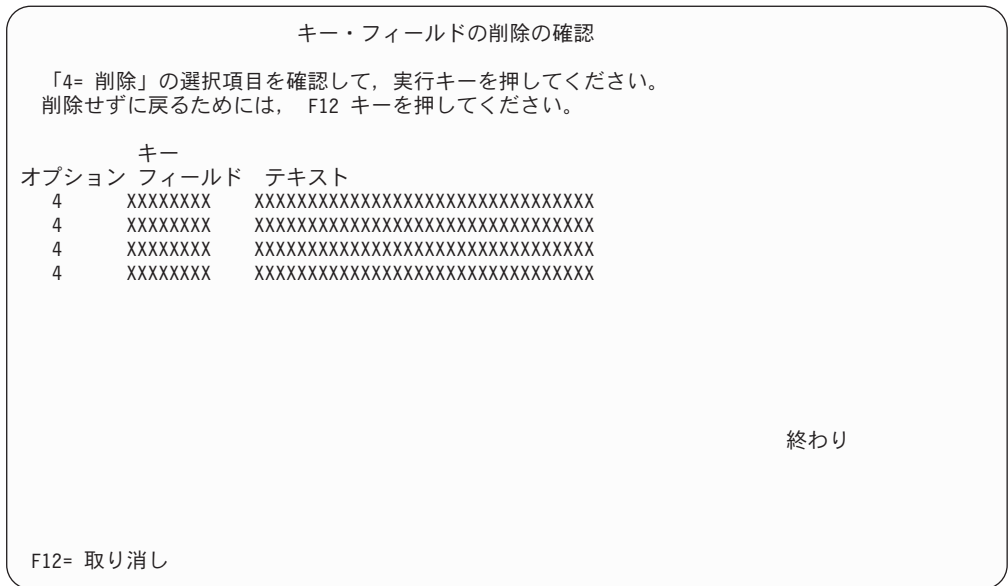 キー・フィールドの削除の確認
「4= 削除」の選択項目を確認して, 実行キーを押してください。
削除せずに戻るためには, F12 キーを押してください。
キー
オプション フィールド テキスト
4 XXXXXXXX XXXXXXXXXXXXXXXXXXXXXXXXXXXXXXXX
4 XXXXXXXX XXXXXXXXXXXXXXXXXXXXXXXXXXXXXXXX
4 XXXXXXXX XXXXXXXXXXXXXXXXXXXXXXXXXXXXXXXX
4 XXXXXXXX XXXXXXXXXXXXXXXXXXXXXXXXXXXXXXXX
終わり
F12= 取り消し